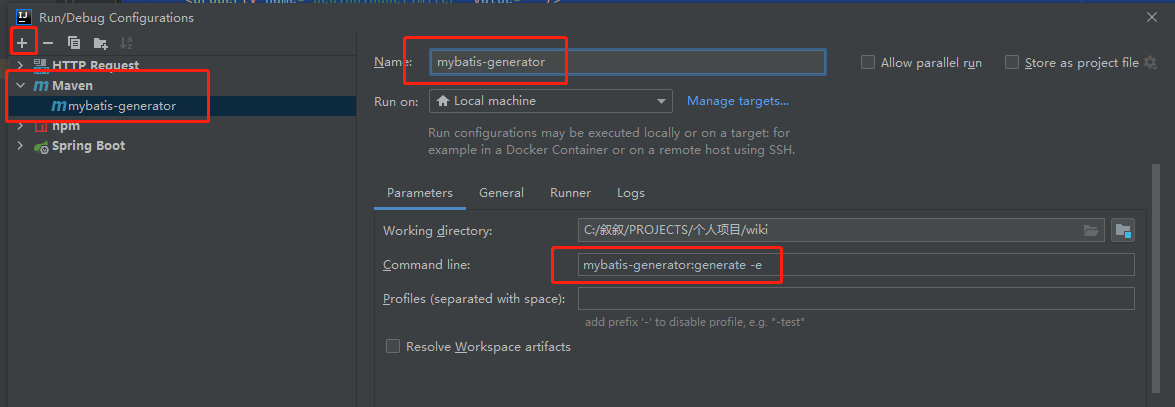 Run/Debug Configurations
HTTP Request
Maven
mybatis-generator
npm
Spring Boot
Name:
mybatis-generator
Allow parallel run
Store as project file
Run on:
Local machine
Manage targets...
Run configurations may be executed locally or on a target: for
example in a Docker Container or on a remote host using SSH.
Parameters
General
Runner
Logs
Working directory:
C:/叙叙/PROJECTS/个人项目/wiki
Command line:
mybatis-generator:generate -e
Profiles (separated with space):
add prefix '-' to disable profile, e.g. "-test"
Resolve Workspace artifacts